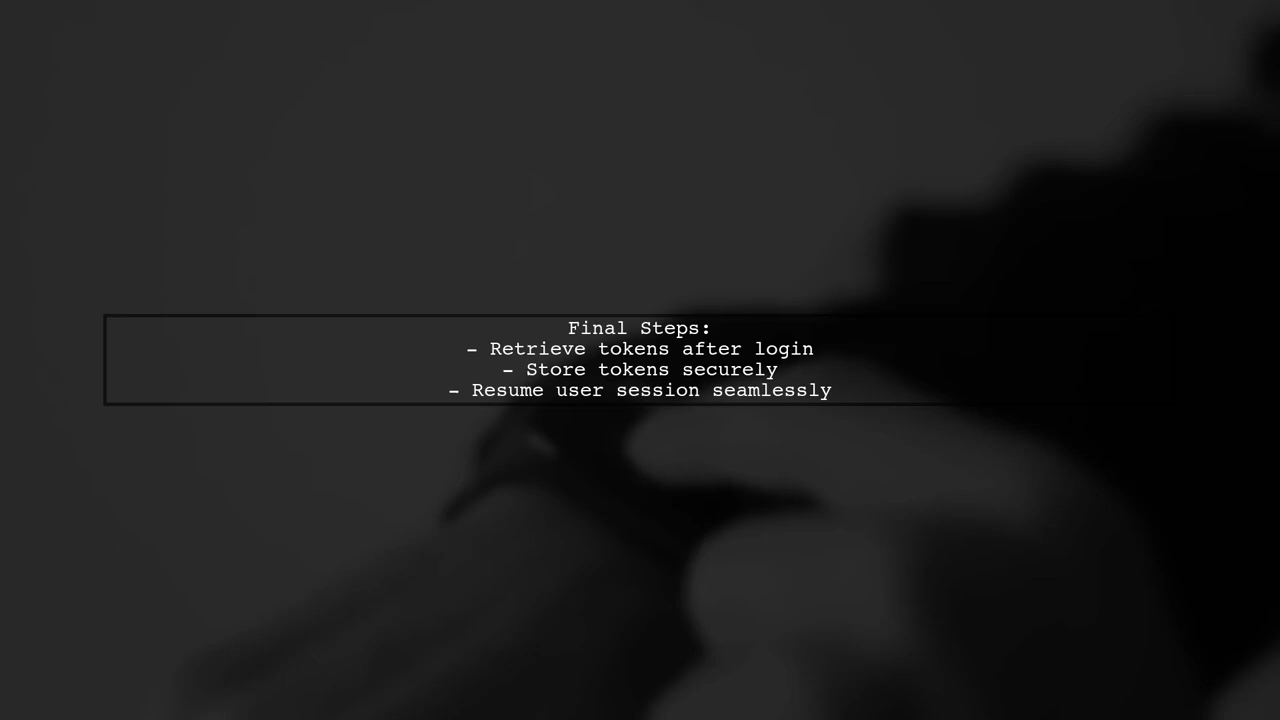 Final Steps:
- Retrieve tokens after login
- Store tokens securely
- Resume user session seamlessly